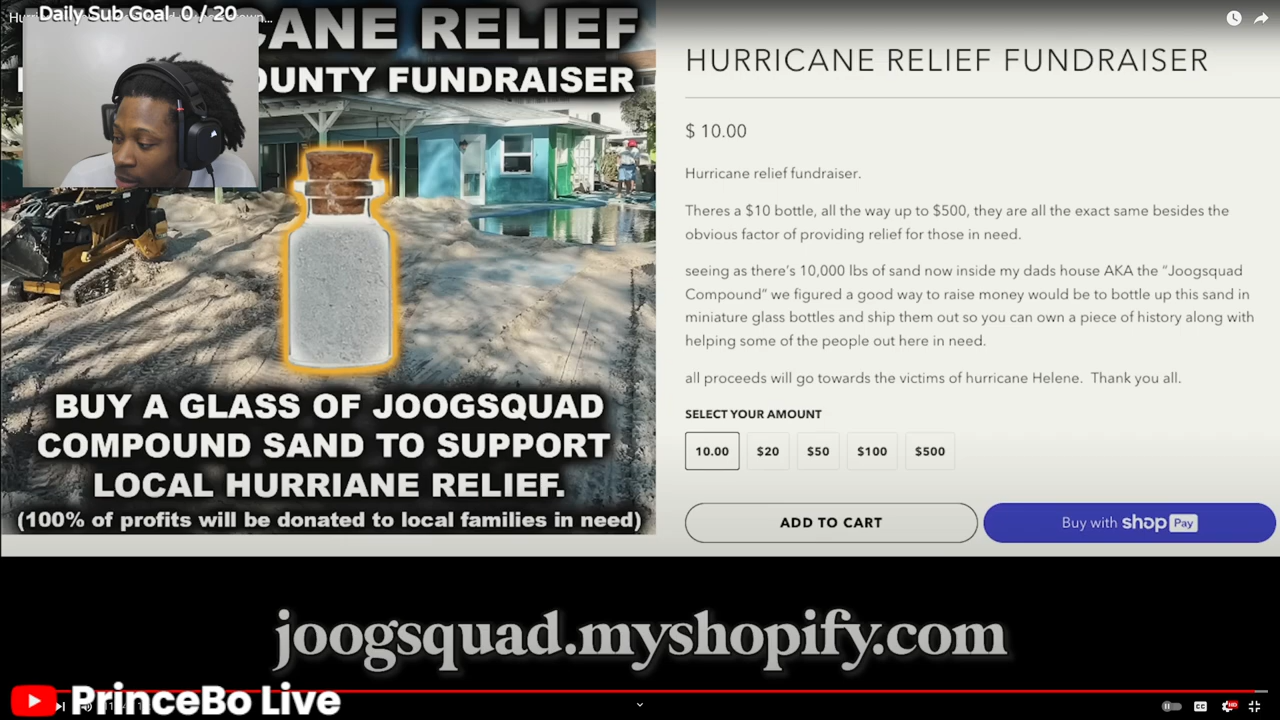 Daily Sub Goal 0 / 20
CANE RELIEF
OUNTY FUNDRAISER
BUY A GLASS OF JOOGSQUAD
COMPOUND SAND TO SUPPORT
LOCAL HURRIANE RELIEF.
(100% of profits will be donated to local families in need)
HURRICANE RELIEF FUNDRAISER
$ 10.00
Hurricane relief fundraiser.
Theres a $10 bottle, all the way up to $500, they are all the exact same besides the
obvious factor of providing relief for those in need.
seeing as there's 10,000 lbs of sand now inside my dads house AKA the “Joogsquad
Compound” we figured a good way to raise money would be to bottle up this sand in
miniature glass bottles and ship them out so you can own a piece of history along with
helping some of the people out here in need.
all proceeds will go towards the victims of hurricane Helene. Thank you all.
SELECT YOUR AMOUNT
10.00 $20 $50 $100 $500
ADD TO CART
Buy with shop Pay
joogsquad.myshopify.com
PrinceBo Live
CC HD